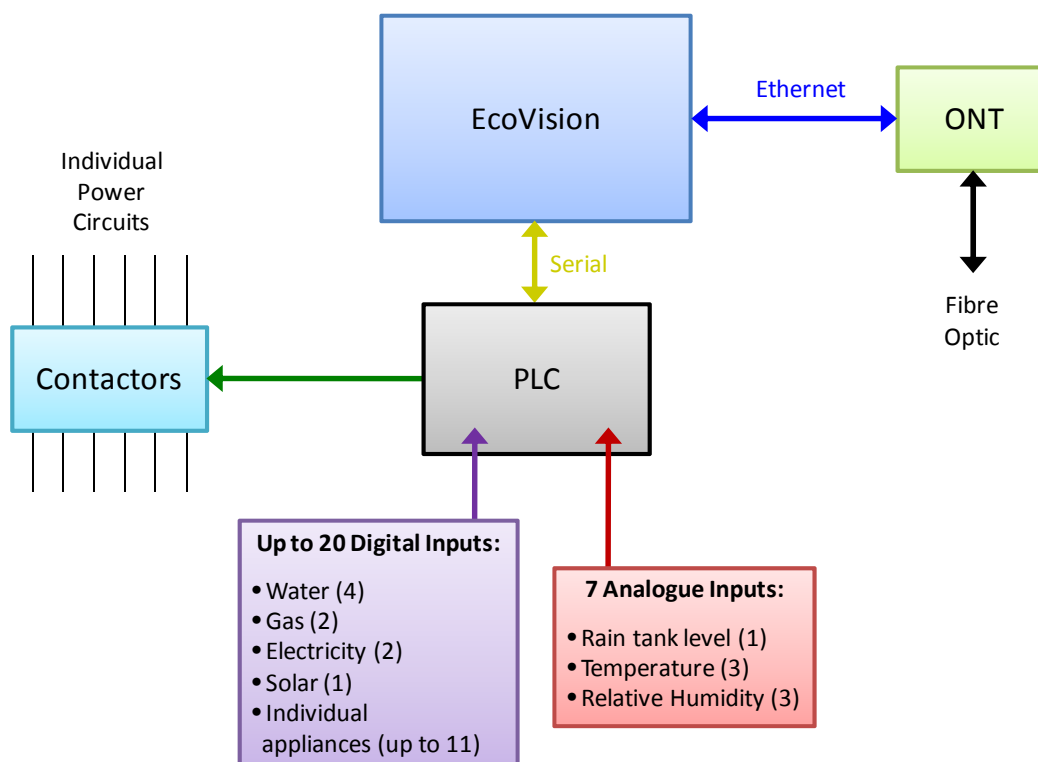 EcoVision
Ethernet
ONT
Individual
Power
Circuits
Serial
Fibre
Optic
Contactors
PLC
Up to 20 Digital Inputs:
• Water (4)
• Gas (2)
• Electricity (2)
• Solar (1)
• Individual
appliances (up to 11)
7 Analogue Inputs:
• Rain tank level (1)
• Temperature (3)
• Relative Humidity (3)